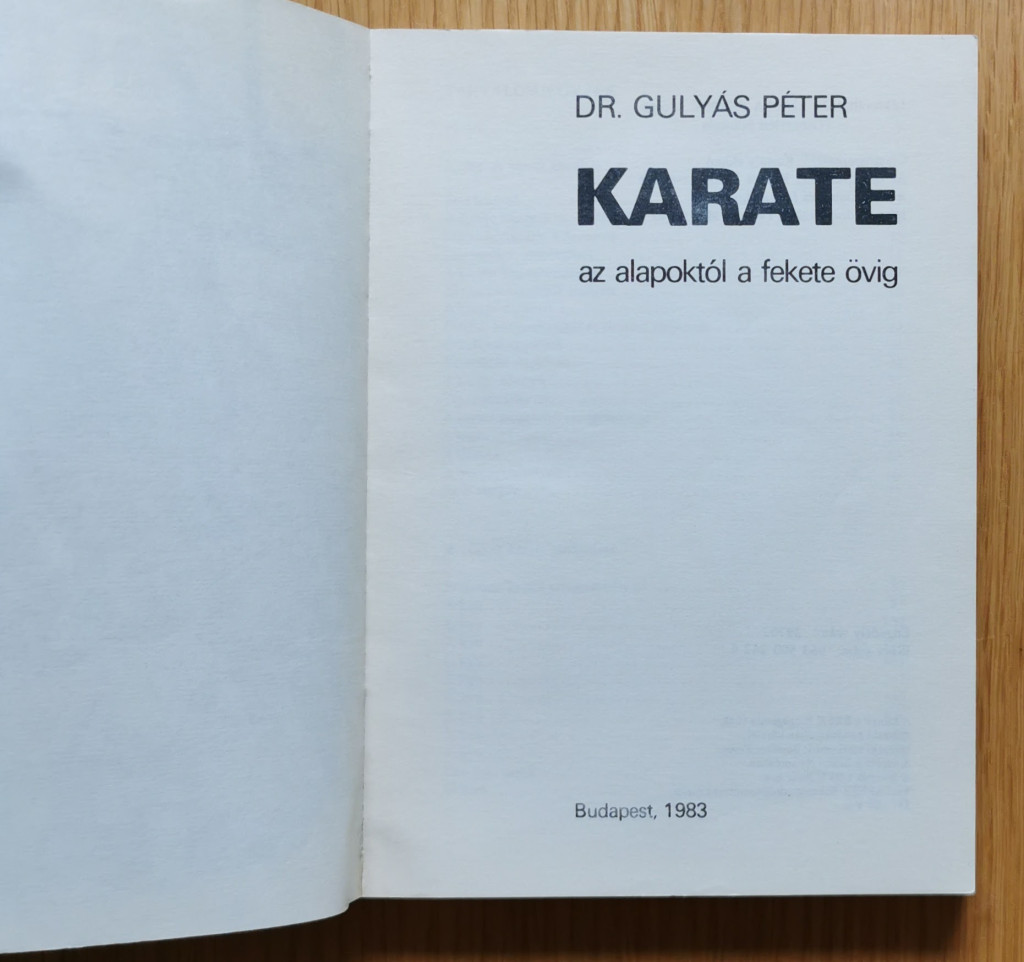 DR. GULYÁS PÉTER
KARATE
az alapoktól a fekete övig
Budapest, 1983